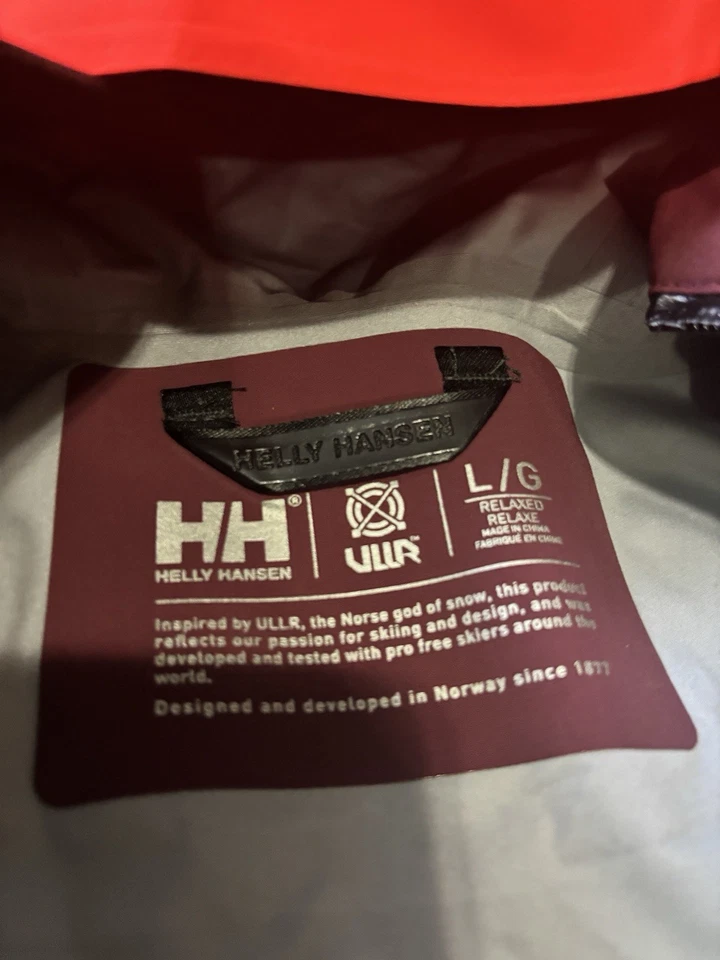 HELLY HANSEN
HH®
HELLY HANSEN
ULLR™
L/G
RELAXED
RELAXE
MADE IN CHINA
FABRIQUÉ EN CHINE
Inspired by ULLR, the Norse god of snow, this product
reflects our passion for skiing and design, and was
developed and tested with pro free skiers around the
world.
Designed and developed in Norway since 1877